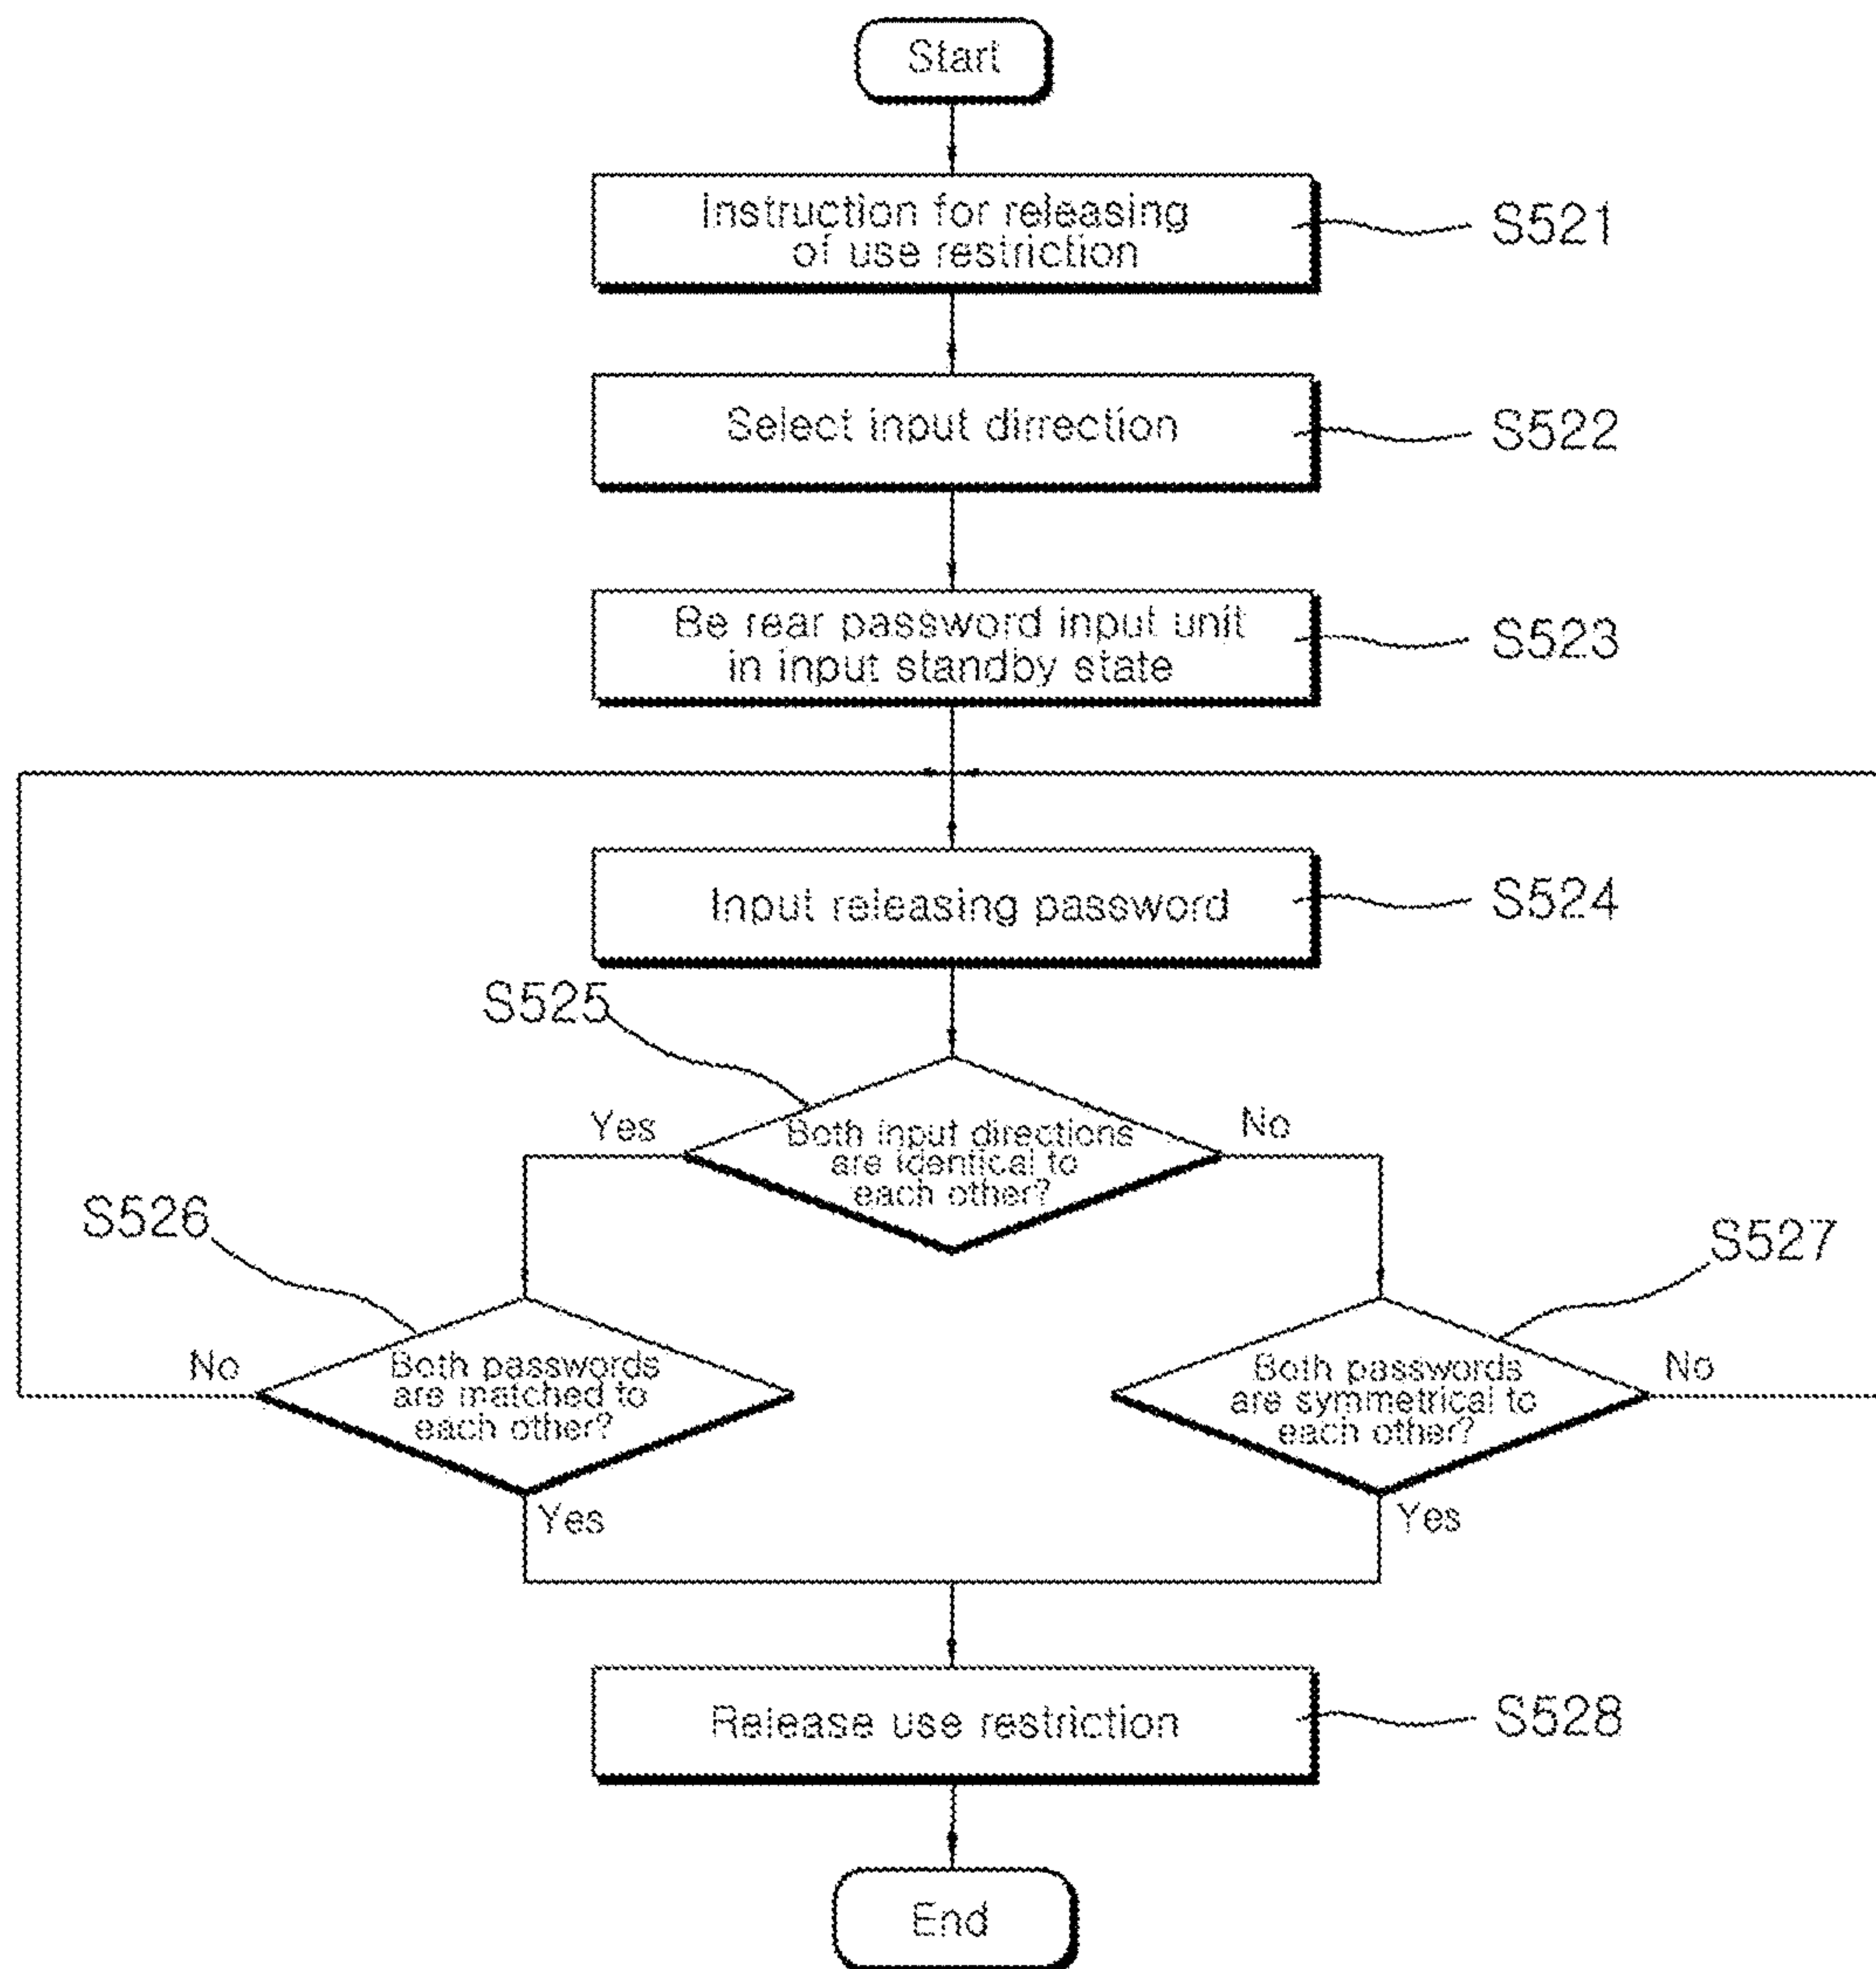 Start
Instruction for releasing
of use restriction
S521
Select input dirrection
S522
Be rear password input unit
in input standby state
S523
Input releasing password
S524
S525
Yes
Both input directions
are identical to
each other?
No
S526
S527
No
Both passwords
are matched to
each other?
Both passwords
are symmetrical to
each other?
No
Yes
Yes
Release use restriction
S528
End